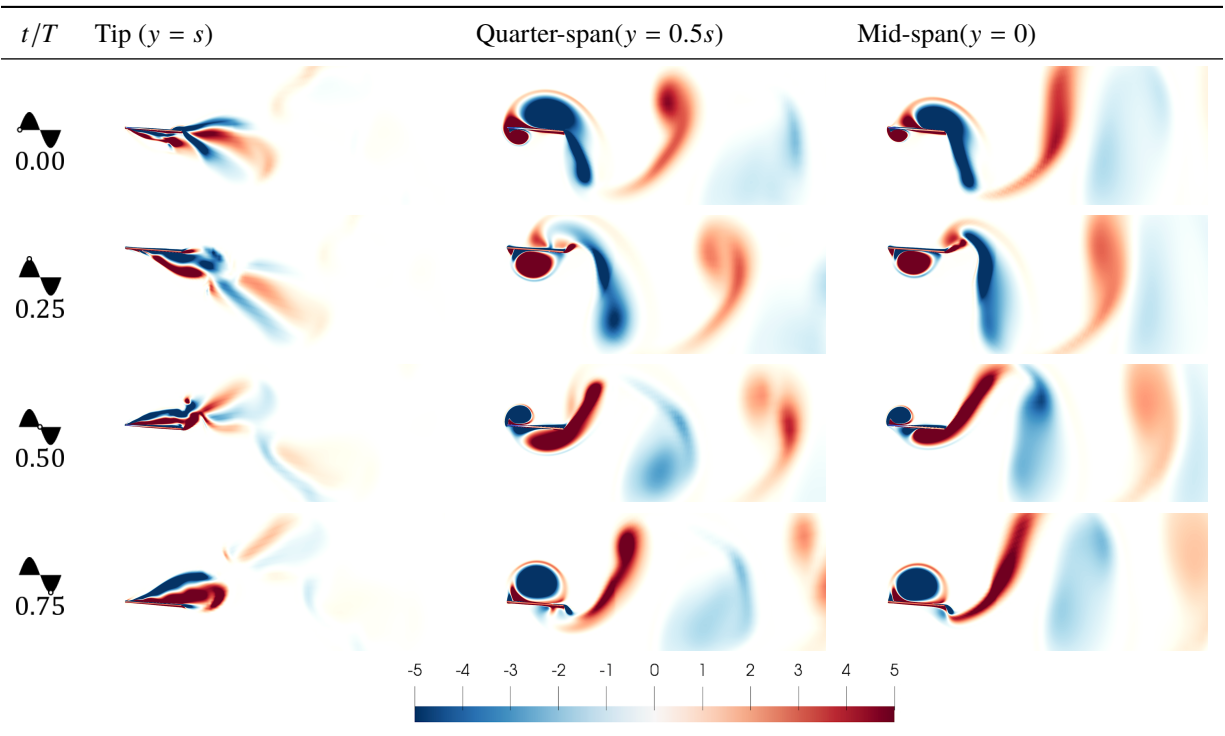 t/T Tip (y = s) Quarter-span(y = 0.5s) Mid-span(y = 0)
0.00
0.25
0.50
0.75
-5 -4 -3 -2 -1 0 1 2 3 4 5